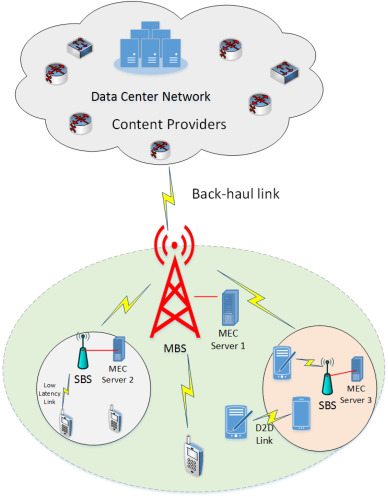 Data Center Network
Content Providers
Back-haul link
MEC
Server 1
MBS
SBS
MEC
Server 2
Low
Latency
Link
SBS
MEC
Server 3
D2D
Link